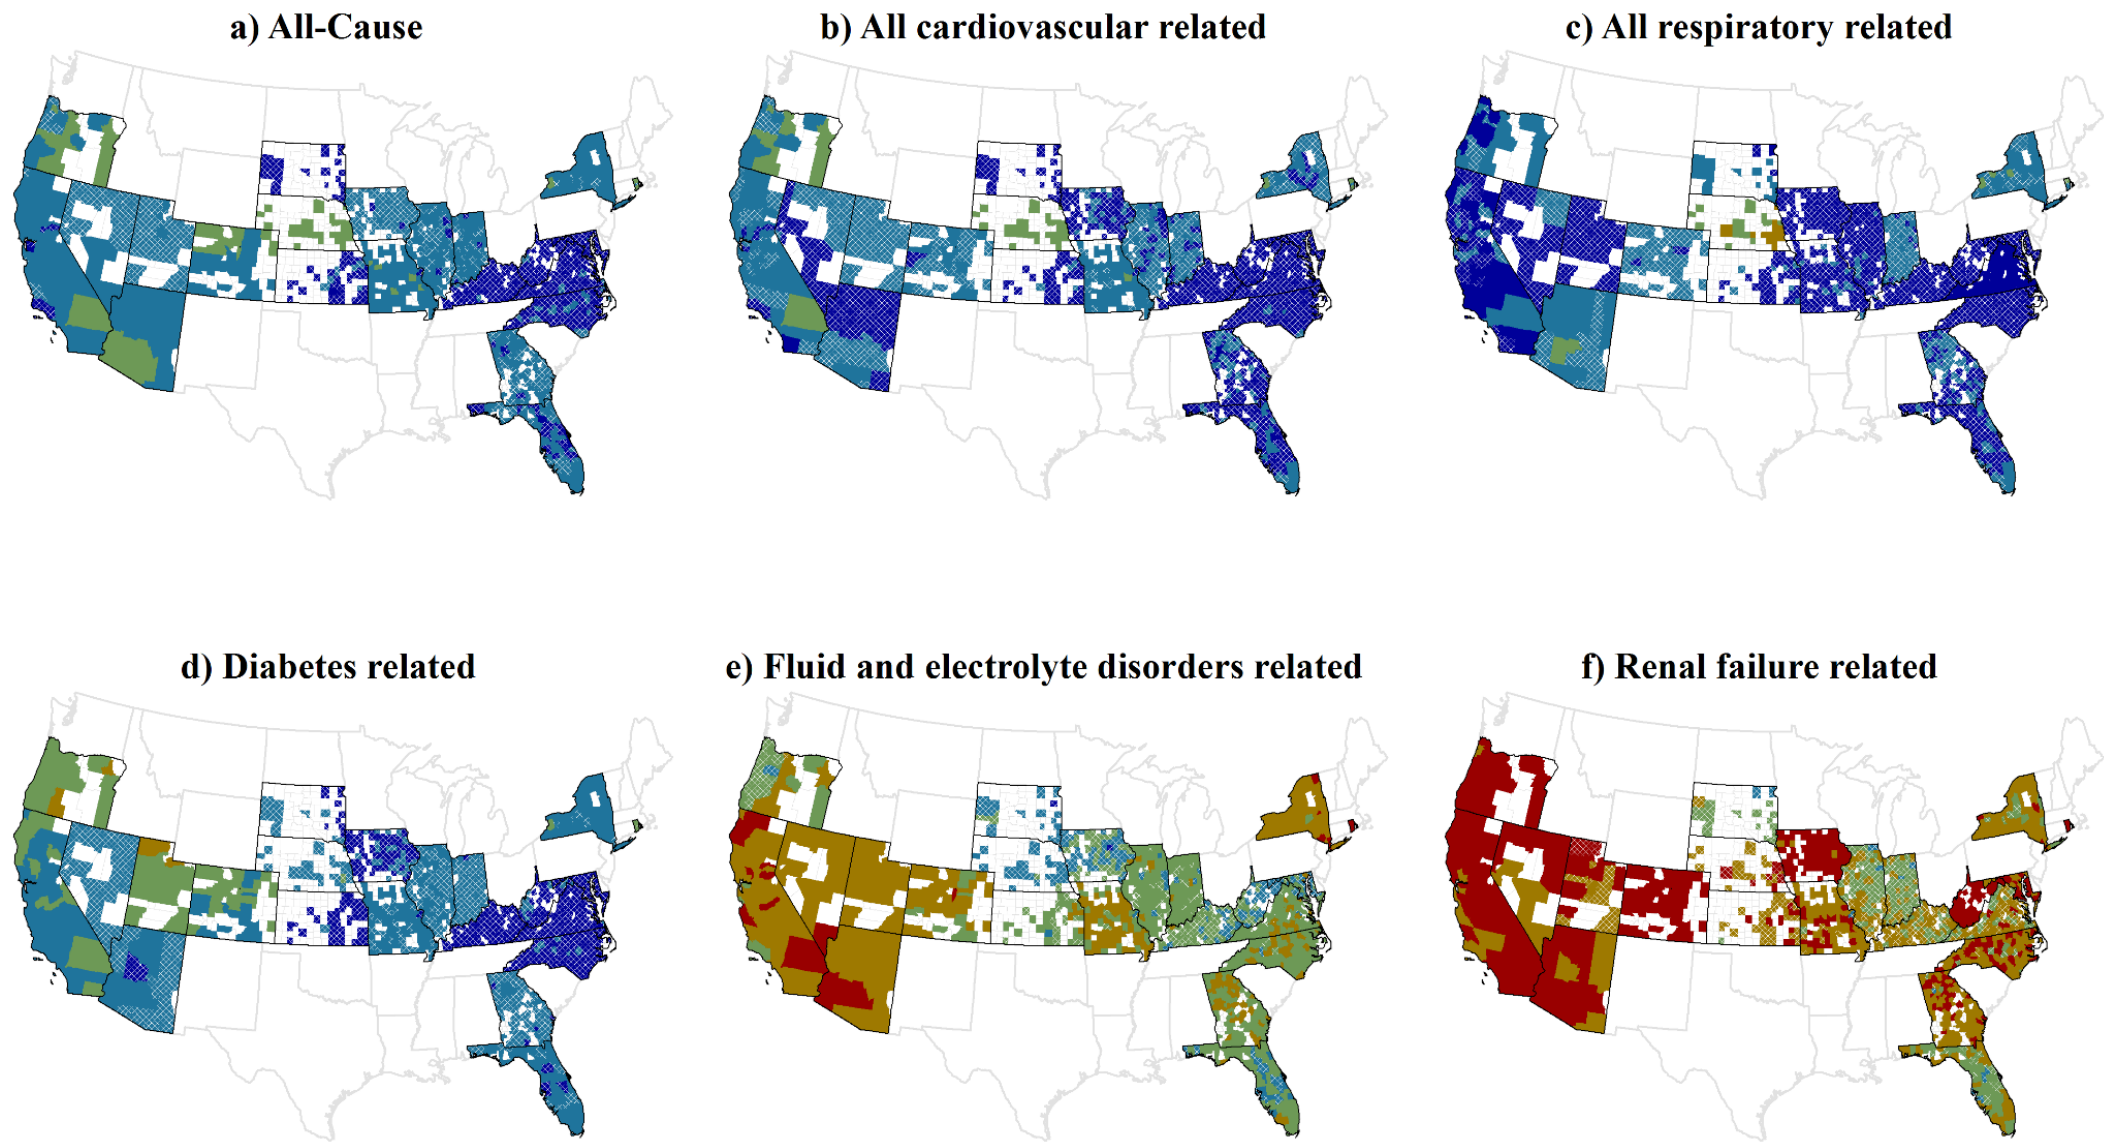 a) All-Cause
b) All cardiovascular related
c) All respiratory related
d) Diabetes related
e) Fluid and electrolyte disorders related
f) Renal failure related